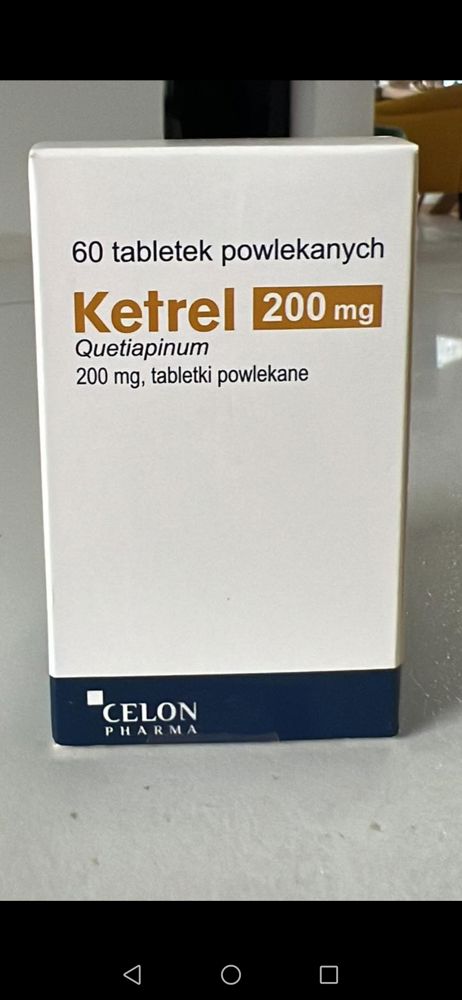 60 tabletek powlekanych
Ketrel 200 mg
Quetiapinum
200 mg, tabletki powlekane
CELON
PHARMA